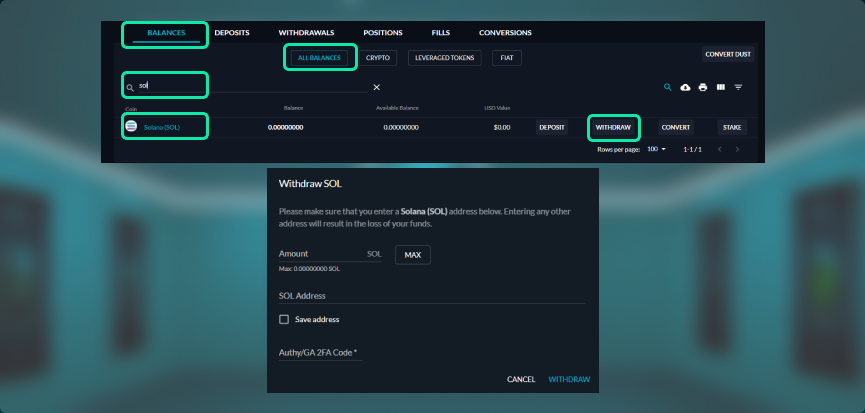 BALANCES DEPOSITS WITHDRAWALS POSITIONS FILLS CONVERSIONS
ALL BALANCES CRYPTO LEVERAGED TOKENS FIAT CONVERT DUST
sol
Coin Balance Available Balance USD Value
Solana (SOL) 0.00000000 0.00000000 $0.00 DEPOSIT WITHDRAW CONVERT STAKE
Rows per page: 100 1-1 / 1
Withdraw SOL
Please make sure that you enter a Solana (SOL) address below. Entering any other
address will result in the loss of your funds.
Amount SOL MAX
Max: 0.00000000 SOL
SOL Address
Save address
Authy/GA 2FA Code *
CANCEL WITHDRAW